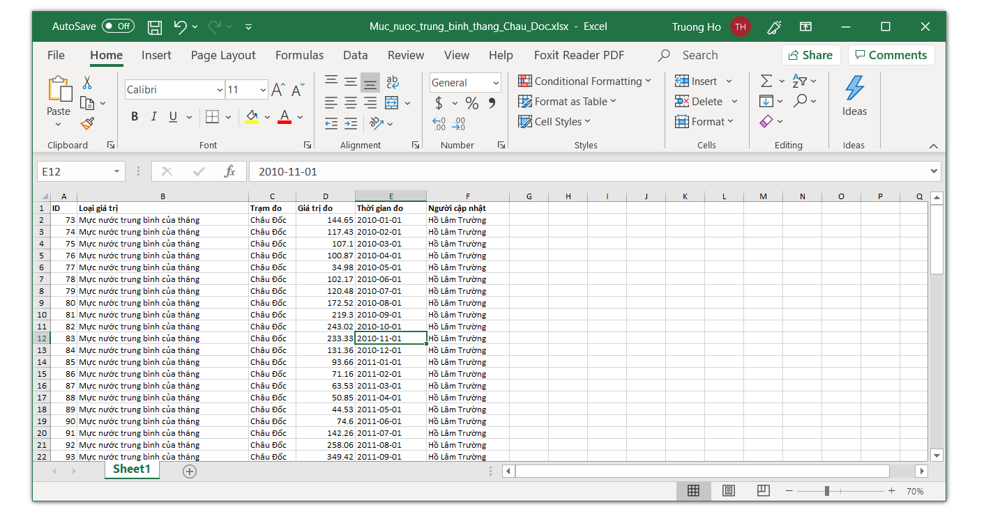 AutoSave Off Muc_nuoc_trung_binh_thang_Chau_Doc.xlsx - Excel Truong Ho TH
File Home Insert Page Layout Formulas Data Review View Help Foxit Reader PDF Search Share Comments
Paste
Calibri 11
B I U A
ab
General
$ % ,
Conditional Formatting
Format as Table
Cell Styles
Insert
Delete
Format
Ideas
Clipboard Font Alignment Number Styles Cells Editing Ideas
E12 fx 2010-11-01
A B C D E F G H I J K L M N O P Q
1 ID Loại giá trị Trạm đo Giá trị đo Thời gian đo Người cập nhật
2 73 Mực nước trung bình của tháng Châu Đốc 144.65 2010-01-01 Hồ Lâm Trường
3 74 Mực nước trung bình của tháng Châu Đốc 117.43 2010-02-01 Hồ Lâm Trường
4 75 Mực nước trung bình của tháng Châu Đốc 107.1 2010-03-01 Hồ Lâm Trường
5 76 Mực nước trung bình của tháng Châu Đốc 100.87 2010-04-01 Hồ Lâm Trường
6 77 Mực nước trung bình của tháng Châu Đốc 34.98 2010-05-01 Hồ Lâm Trường
7 78 Mực nước trung bình của tháng Châu Đốc 102.17 2010-06-01 Hồ Lâm Trường
8 79 Mực nước trung bình của tháng Châu Đốc 120.48 2010-07-01 Hồ Lâm Trường
9 80 Mực nước trung bình của tháng Châu Đốc 172.52 2010-08-01 Hồ Lâm Trường
10 81 Mực nước trung bình của tháng Châu Đốc 219.3 2010-09-01 Hồ Lâm Trường
11 82 Mực nước trung bình của tháng Châu Đốc 243.02 2010-10-01 Hồ Lâm Trường
12 83 Mực nước trung bình của tháng Châu Đốc 233.33 2010-11-01 Hồ Lâm Trường
13 84 Mực nước trung bình của tháng Châu Đốc 131.36 2010-12-01 Hồ Lâm Trường
14 85 Mực nước trung bình của tháng Châu Đốc 93.66 2011-01-01 Hồ Lâm Trường
15 86 Mực nước trung bình của tháng Châu Đốc 71.16 2011-02-01 Hồ Lâm Trường
16 87 Mực nước trung bình của tháng Châu Đốc 63.53 2011-03-01 Hồ Lâm Trường
17 88 Mực nước trung bình của tháng Châu Đốc 50.85 2011-04-01 Hồ Lâm Trường
18 89 Mực nước trung bình của tháng Châu Đốc 44.53 2011-05-01 Hồ Lâm Trường
19 90 Mực nước trung bình của tháng Châu Đốc 74.6 2011-06-01 Hồ Lâm Trường
20 91 Mực nước trung bình của tháng Châu Đốc 142.26 2011-07-01 Hồ Lâm Trường
21 92 Mực nước trung bình của tháng Châu Đốc 258.06 2011-08-01 Hồ Lâm Trường
22 93 Mực nước trung bình của tháng Châu Đốc 349.42 2011-09-01 Hồ Lâm Trường
Sheet1
70%